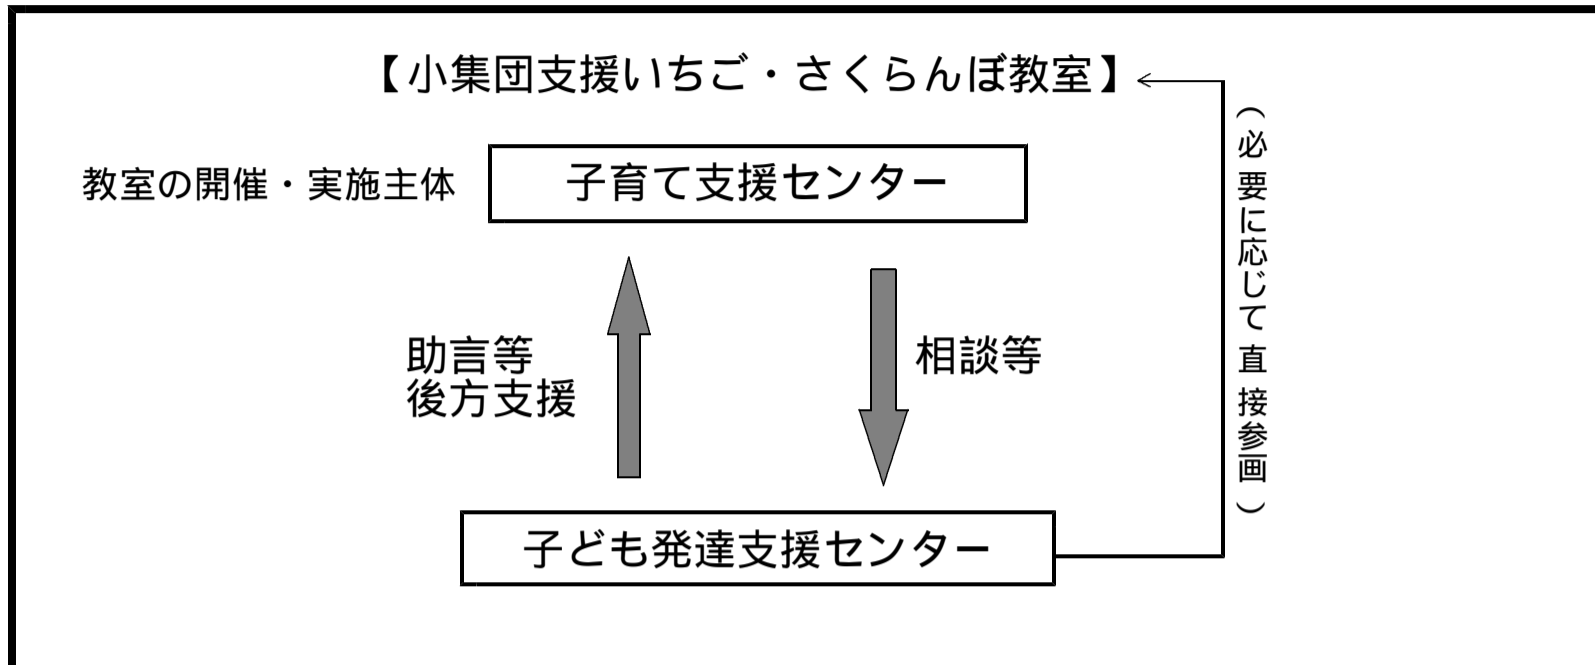 【小集団支援いちご・さくらんぼ教室】
教室の開催・実施主体
子育て支援センター
助言等
後方支援
相談等
(必要に応じて直接参画)
子ども発達支援センター